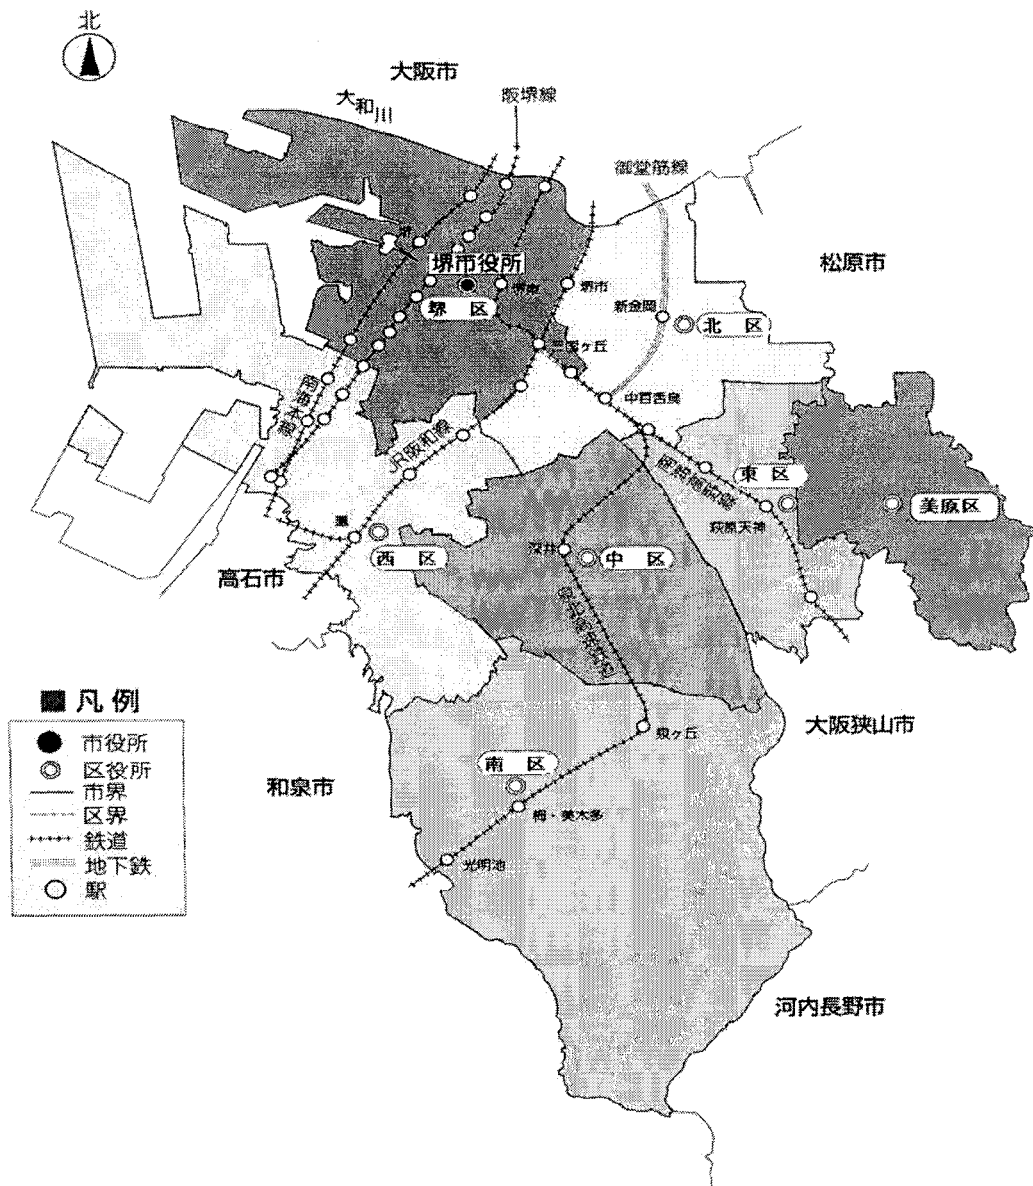 北
大阪市
大和川
阪堺線
御堂筋線
松原市
堺
堺市役所
堺 区
堺東
堺市
新金岡
北 区
三国ヶ丘
中百舌鳥
南海本線
JR阪和線
東 区
萩原天神
美原区
鳳
西 区
深井
中 区
高石市
大阪狭山市
泉ヶ丘
和泉市
南 区
栂・美木多
光明池
河内長野市
■凡例
市役所
区役所
市界
区界
鉄道
地下鉄
駅